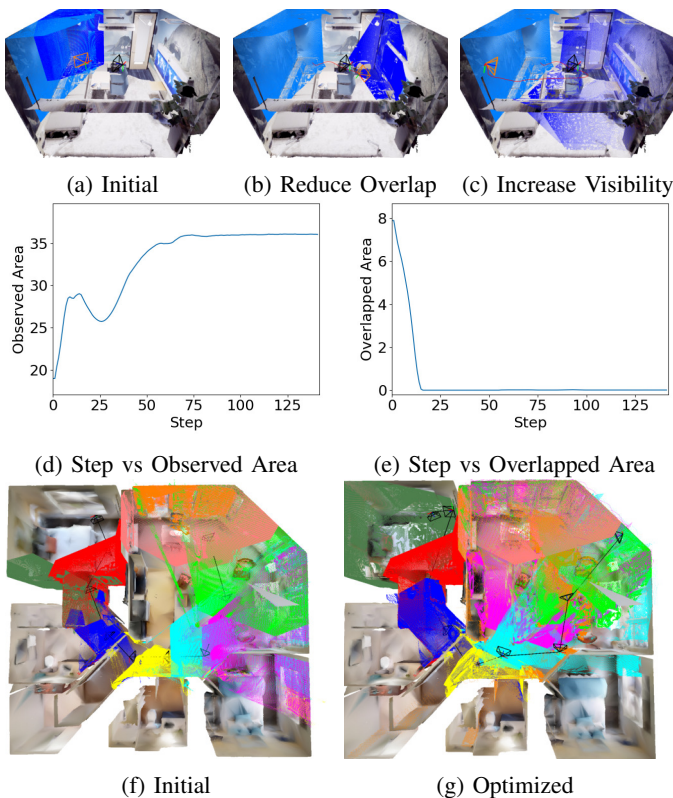 (a) Initial
(b) Reduce Overlap
(c) Increase Visibility
35
30
25
20
Observed Area
0
25
50
75
100
125
Step
8
6
4
2
0
Overlapped Area
0
25
50
75
100
125
Step
(d) Step vs Observed Area
(e) Step vs Overlapped Area
(f) Initial
(g) Optimized